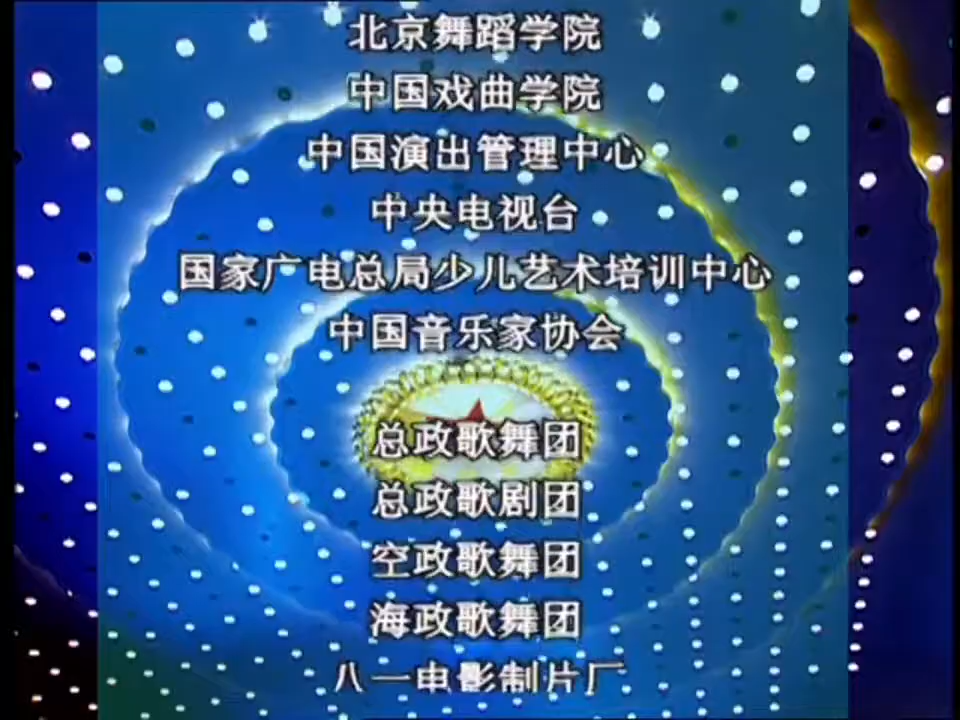 北京舞蹈学院
中国戏曲学院
中国演出管理中心
中央电视台
国家广电总局少儿艺术培训中心
中国音乐家协会
总政歌舞团
总政歌剧团
空政歌舞团
海政歌舞团
八一电影制片厂